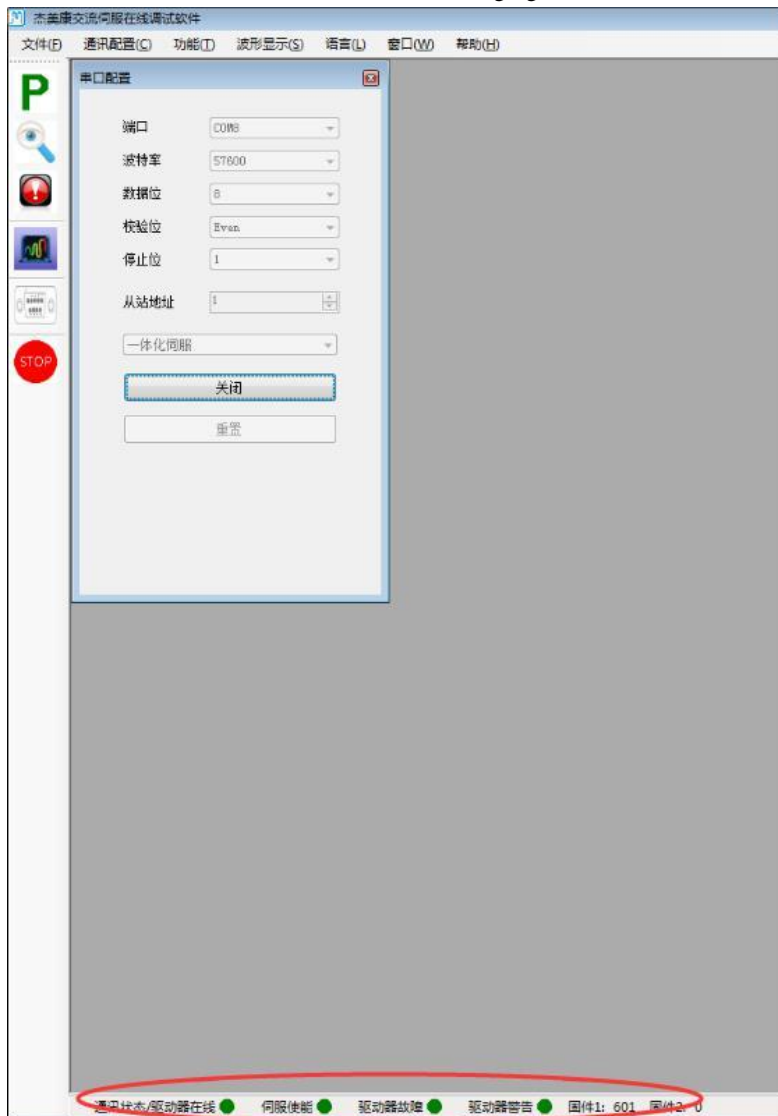 杰美康交流伺服在线调试软件
文件(F) 通讯配置(C) 功能(T) 波形显示(S) 语言(L) 窗口(W) 帮助(H)
P
串口配置
端口 COM8
波特率 57600
数据位 8
校验位 Even
停止位 1
从站地址 1
一体化伺服
STOP
关闭
重置
通讯状态/驱动器在线 伺服使能 驱动器故障 驱动器警告 固件1: 601 固件2: 0